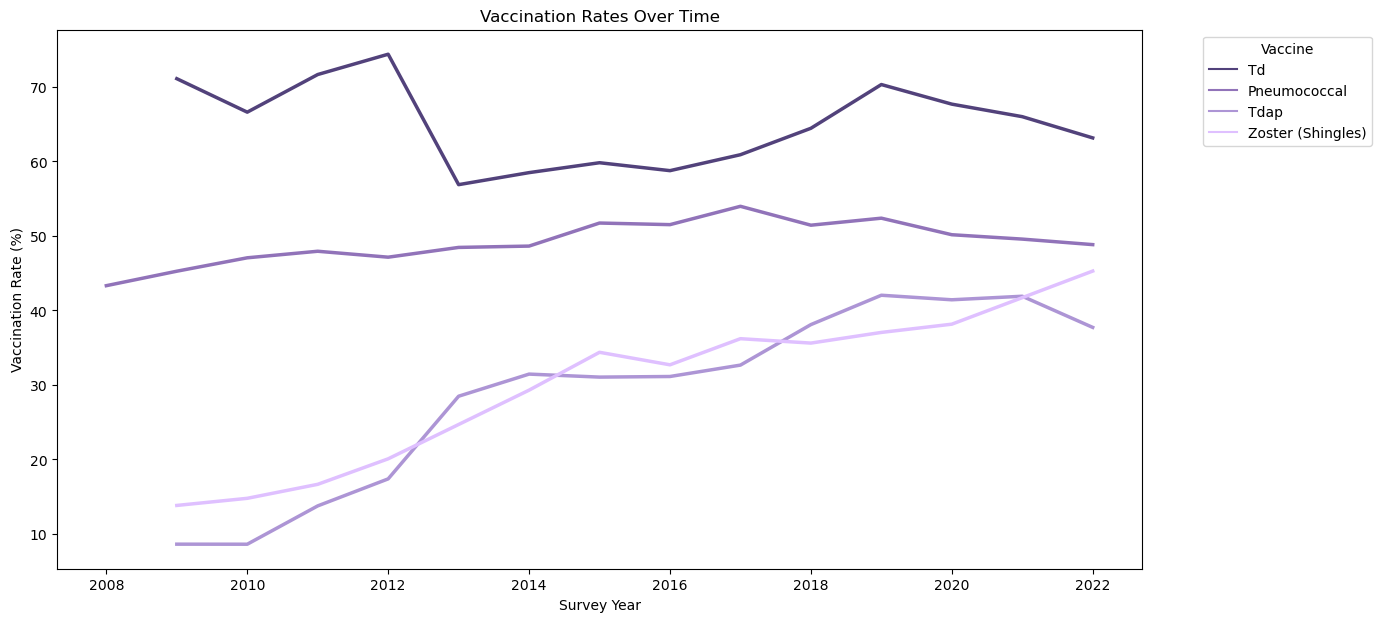 Vaccination Rates Over Time
Vaccine
Td
Pneumococcal
Tdap
Zoster (Shingles)
Vaccination Rate (%)
70
60
50
40
30
20
10
2008 2010 2012 2014 2016 2018 2020 2022
Survey Year